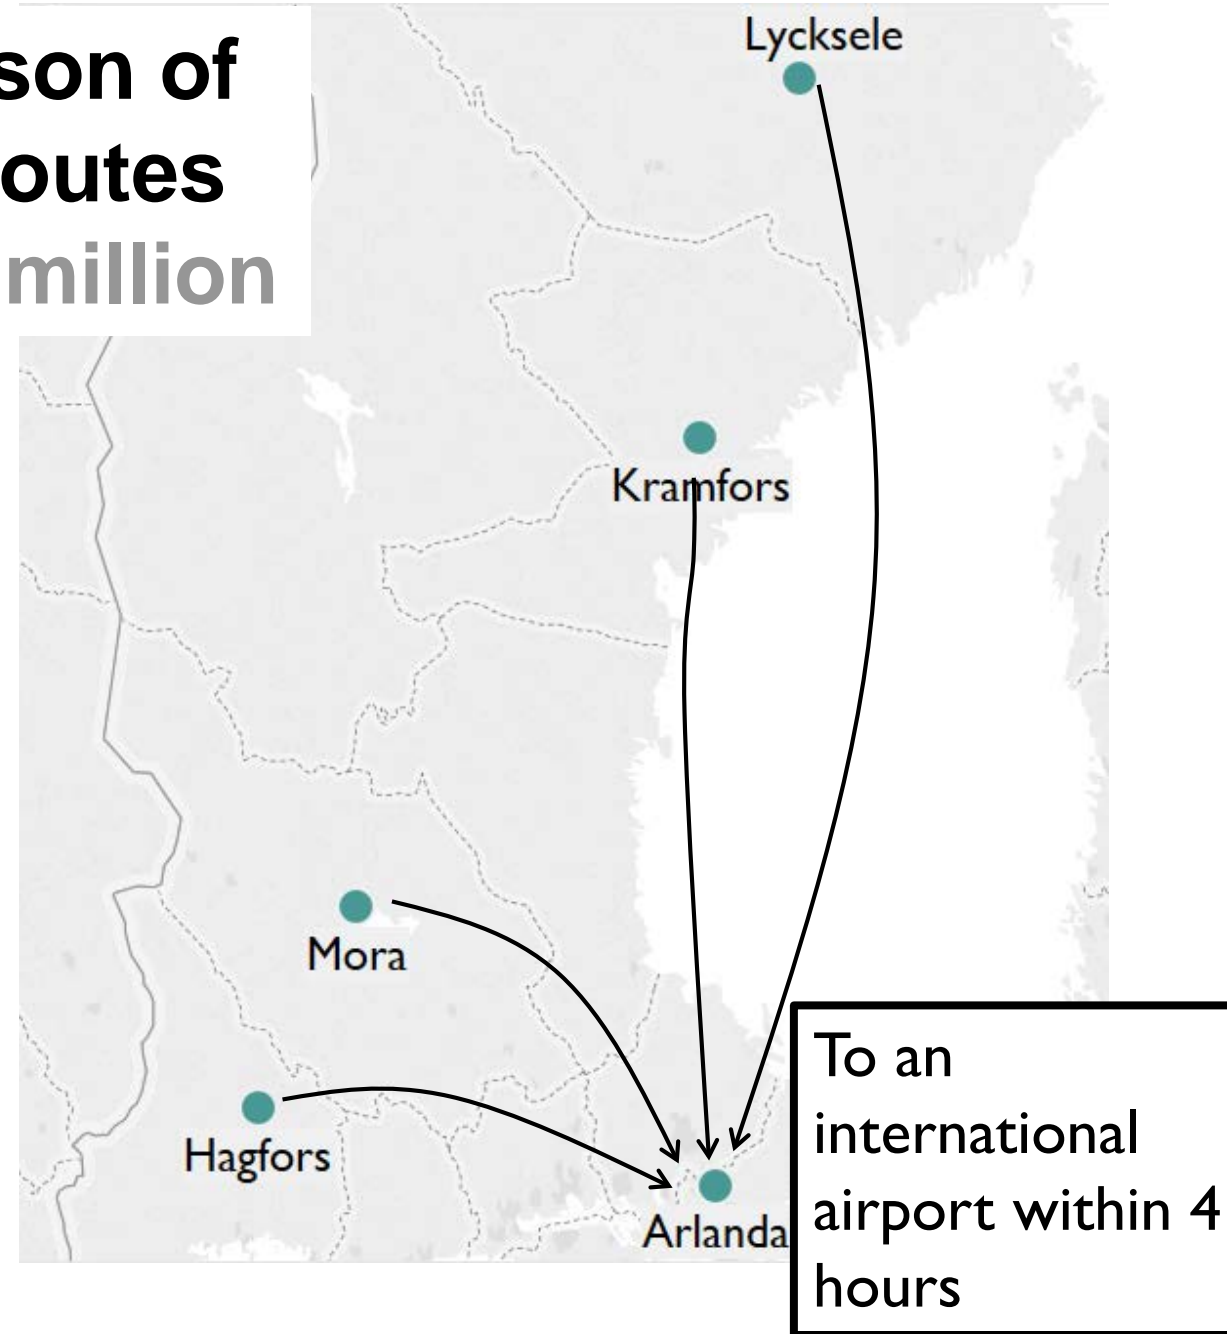 son of
outes
million
Lycksele
Kramfors
Mora
Hagfors
Arlanda
To an
international
airport within 4
hours